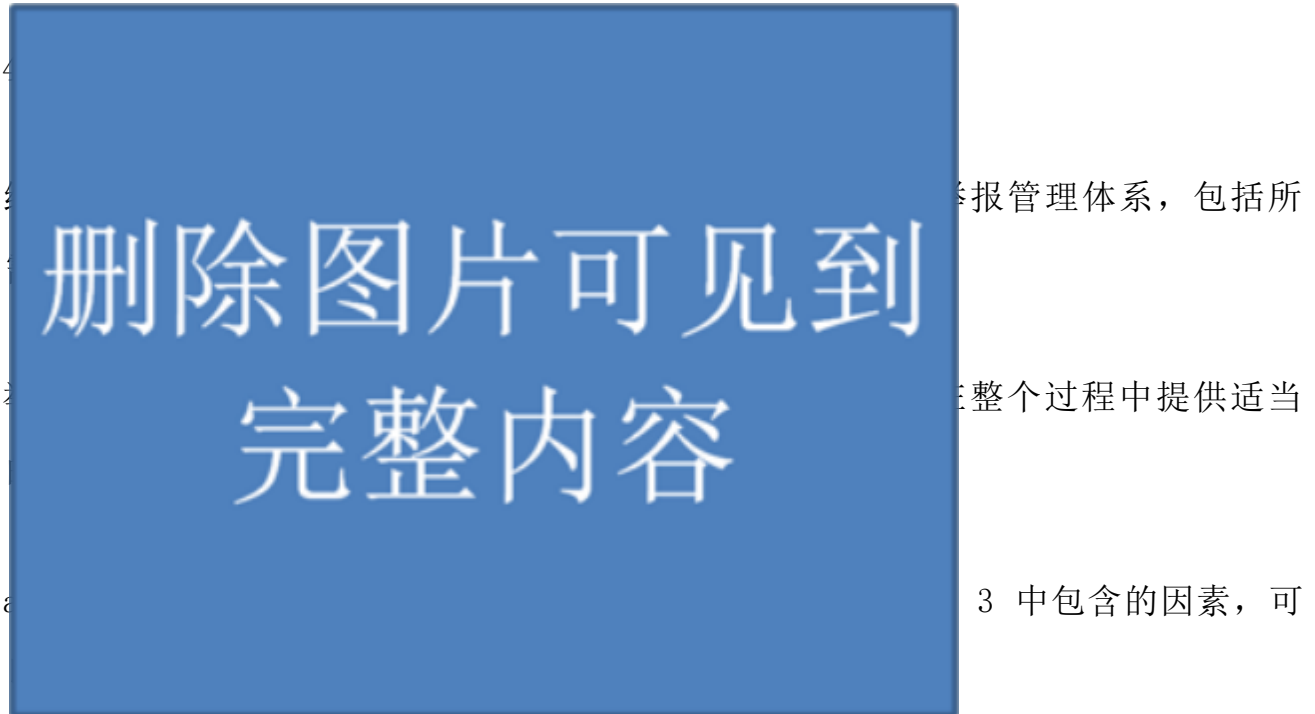 举报管理体系，包括所
删除图片可见到
整个过程中提供适当
完整内容
3 中包含的因素，可